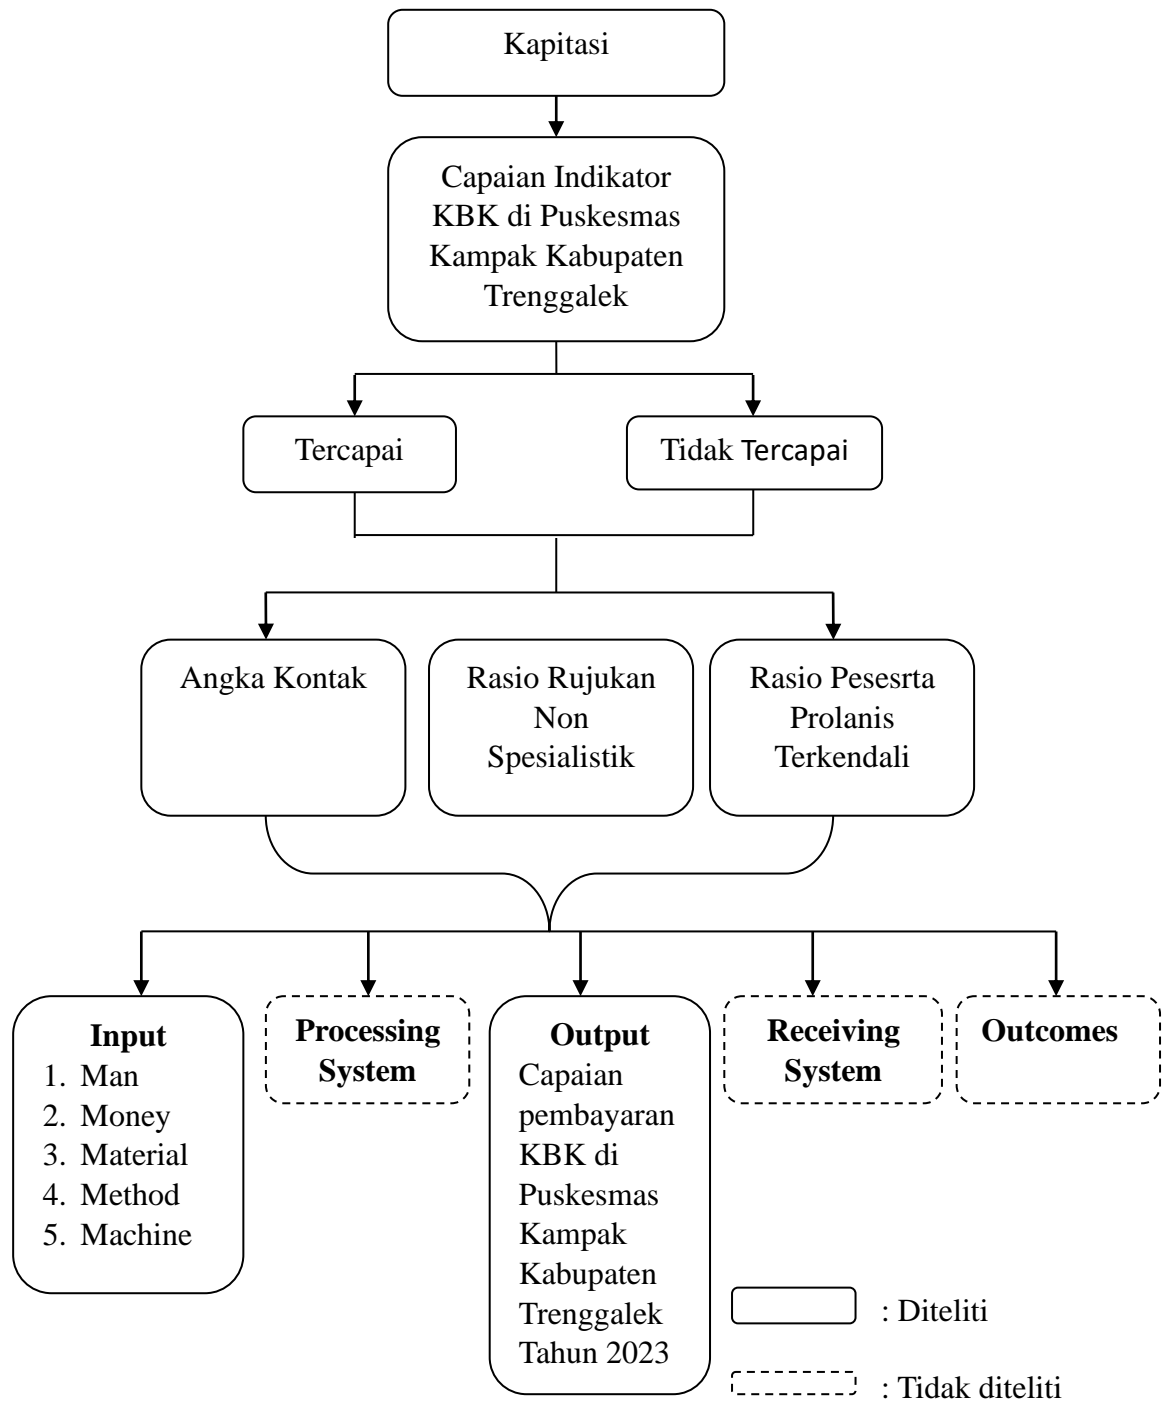 Kapitasi
Capaian Indikator
KBK di Puskesmas
Kampak Kabupaten
Trenggalek
Tercapai
Tidak Tercapai
Angka Kontak
Rasio Rujukan
Non
Spesialistik
Rasio Pesesrta
Prolanis
Terkendali
Input
1. Man
2. Money
3. Material
4. Method
5. Machine
Processing
System
Output
Capaian
pembayaran
KBK di
Puskesmas
Kampak
Kabupaten
Trenggalek
Tahun 2023
Receiving
System
Outcomes
: Diteliti
: Tidak diteliti